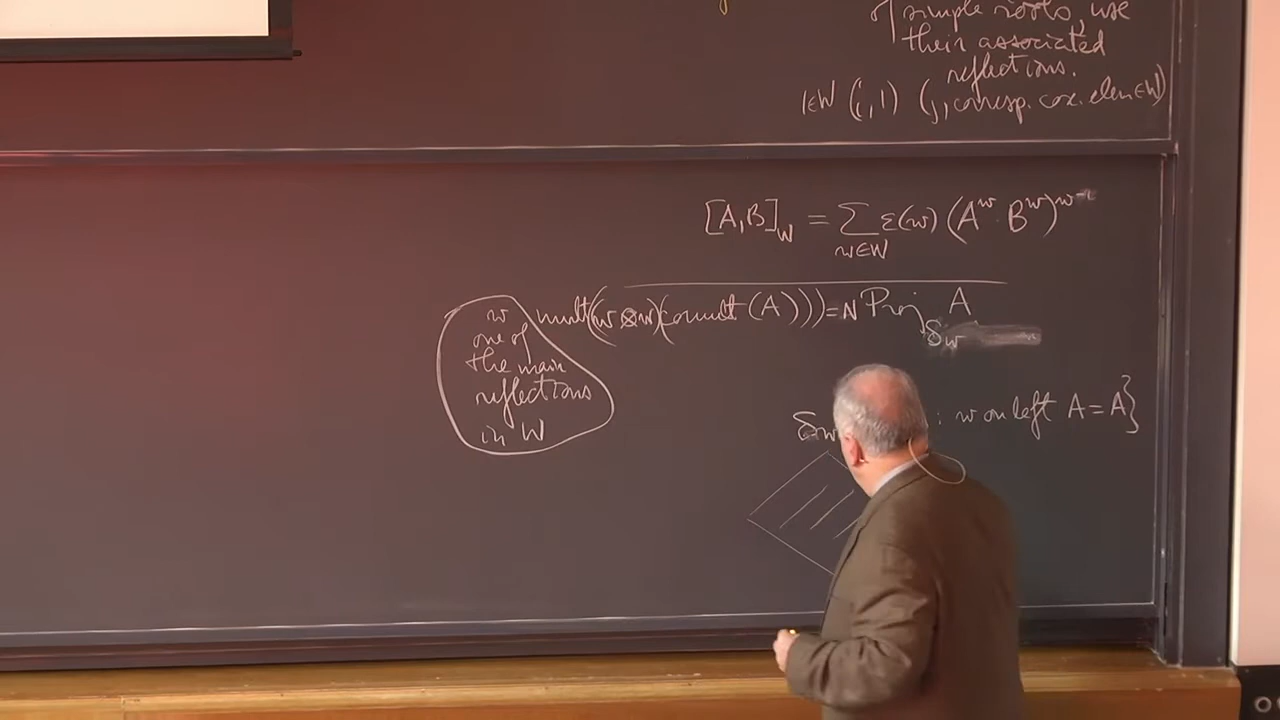 of simple roots, use
their associated
reflections.
1∈W (i,1) (j, corresp. cox. elem ∈W)
[A,B]_W = Σ_{w∈W} ε(w) (A^w · B^w)^{w^-1}
mult((w⊗w)(comult(A))) = N Proj_{S_w} A
w
one of
the main
reflections
in W
S_w : w on left A = A}